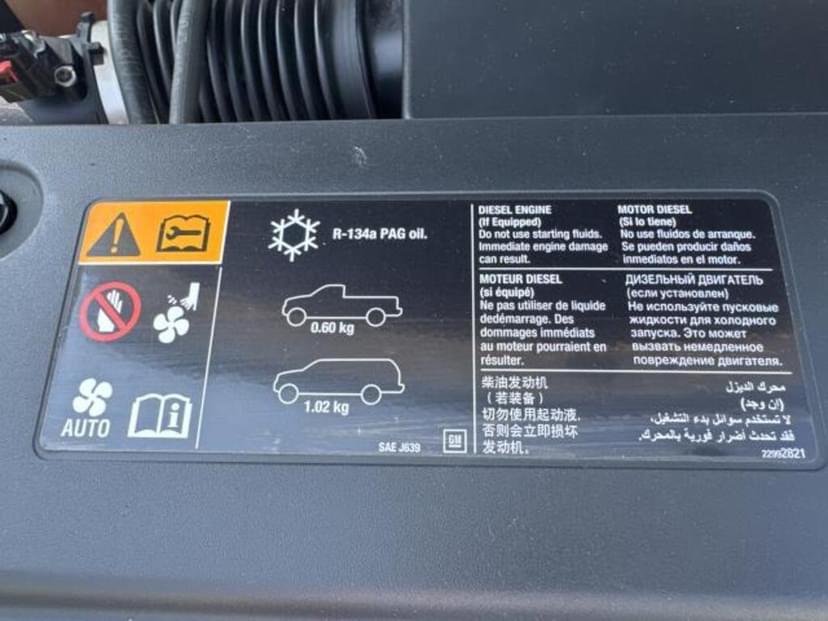 AUTO
R-134a PAG oil.
0.60 kg
1.02 kg
SAE J639
GM
DIESEL ENGINE
(If Equipped)
Do not use starting fluids.
Immediate engine damage
can result.
MOTOR DIESEL
(Si lo tiene)
No use fluidos de arranque.
Se pueden producir daños
inmediatos en el motor.
MOTEUR DIESEL
(si équipé)
Ne pas utiliser de liquide
dedémarrage. Des
dommages immédiats
au moteur pourraient en
résulter.
ДИЗЕЛЬНЫЙ ДВИГАТЕЛЬ
(если установлен)
Не используйте пусковые
жидкости для холодного
запуска. Это может
вызвать немедленное
повреждение двигателя.
柴油发动机
（若装备）
切勿使用起动液.
否则会立即损坏
发动机。
محرك الديزل
(إن وجد)
لا تستخدم سوائل بدء التشغيل،
فقد تحدث أضرار فورية بالمحرك.
22992821